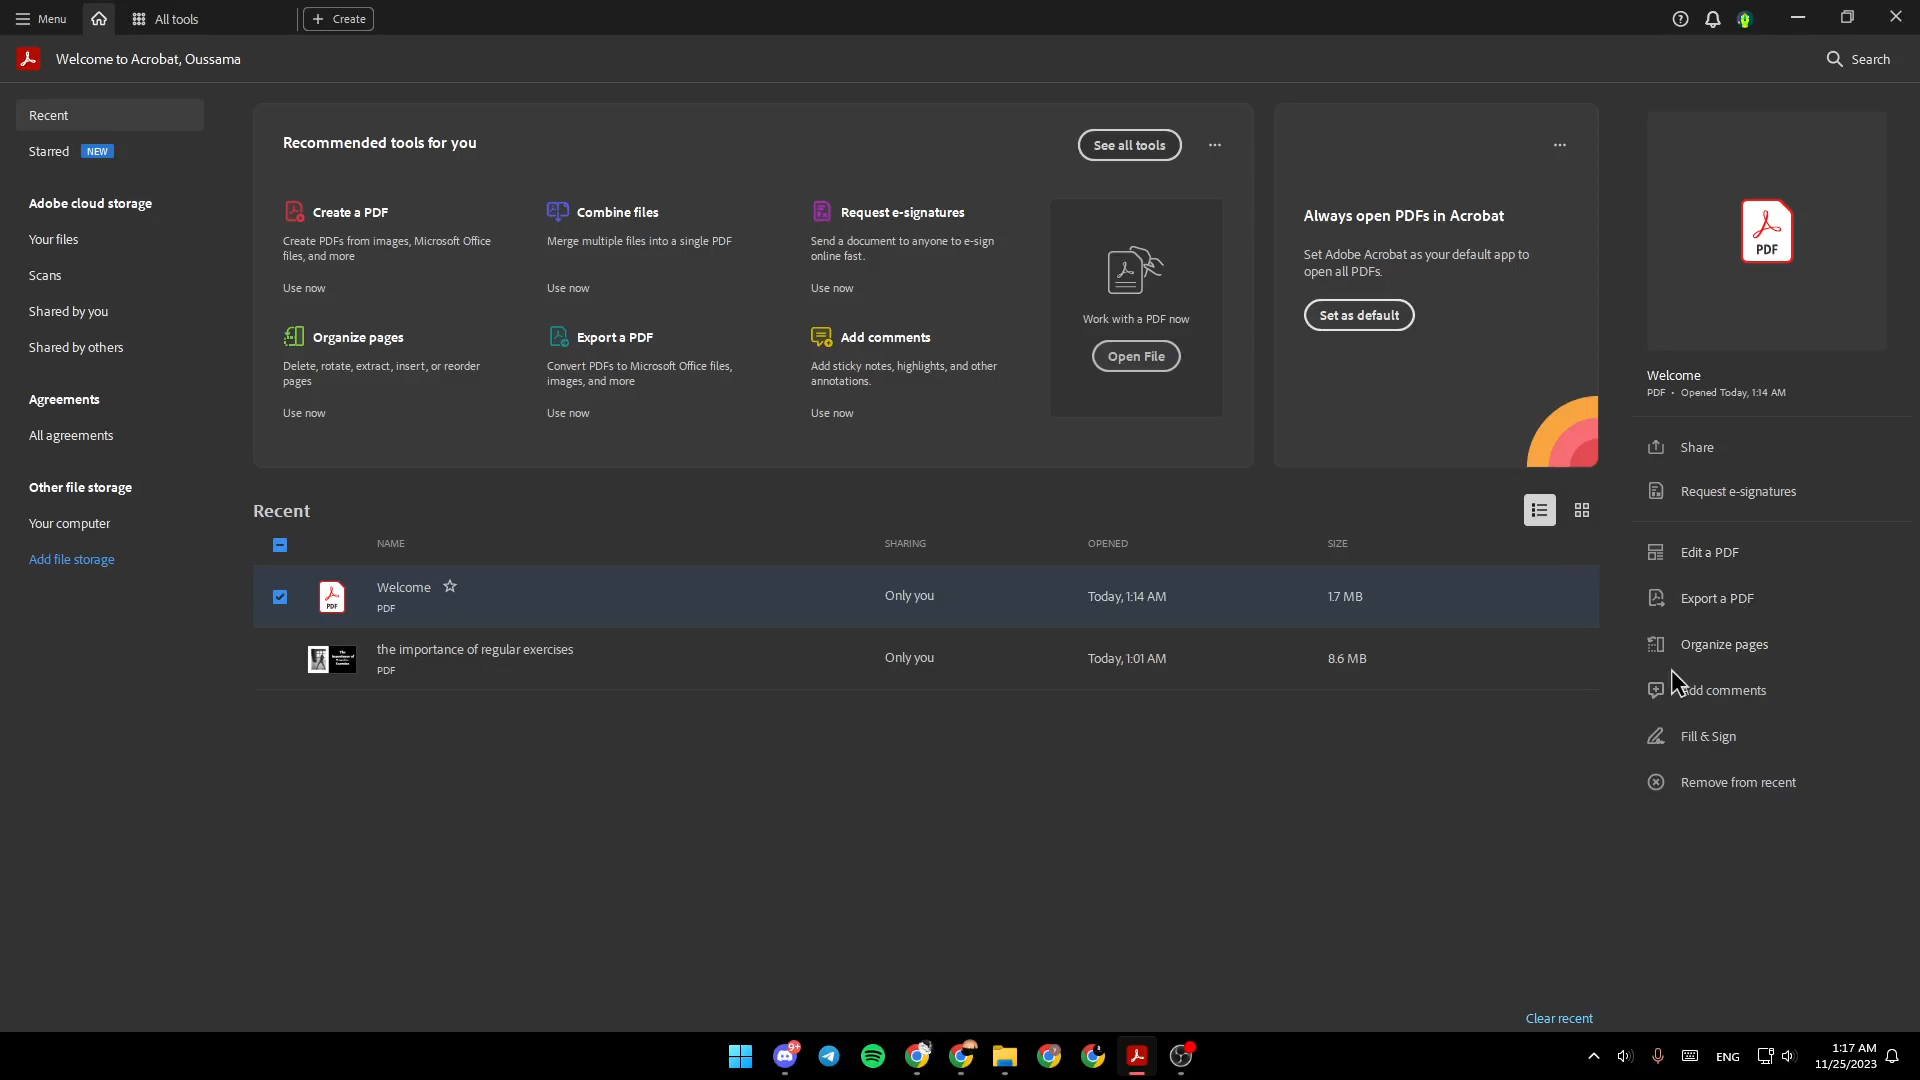 Menu
All tools
Create
Welcome to Acrobat, Oussama
Search
Recent
Starred NEW
Adobe cloud storage
Your files
Scans
Shared by you
Shared by others
Agreements
All agreements
Other file storage
Your computer
Add file storage
Recommended tools for you
See all tools
Create a PDF
Create PDFs from images, Microsoft Office
files, and more
Use now
Combine files
Merge multiple files into a single PDF
Use now
Request e-signatures
Send a document to anyone to e-sign
online fast.
Use now
Organize pages
Delete, rotate, extract, insert, or reorder
pages
Use now
Export a PDF
Convert PDFs to Microsoft Office files,
images, and more
Use now
Add comments
Add sticky notes, highlights, and other
annotations.
Use now
Work with a PDF now
Open File
Always open PDFs in Acrobat
Set Adobe Acrobat as your default app to
open all PDFs.
Set as default
Recent
NAME SHARING OPENED SIZE
PDF
Welcome
PDF
Only you Today, 1:14 AM 1.7 MB
the importance of regular exercises
PDF
Only you Today, 1:01 AM 8.6 MB
Clear recent
PDF
Welcome
PDF • Opened Today, 1:14 AM
Share
Request e-signatures
Edit a PDF
Export a PDF
Organize pages
dd comments
Fill & Sign
Remove from recent
9+
ENG
1:17 AM
11/25/2023